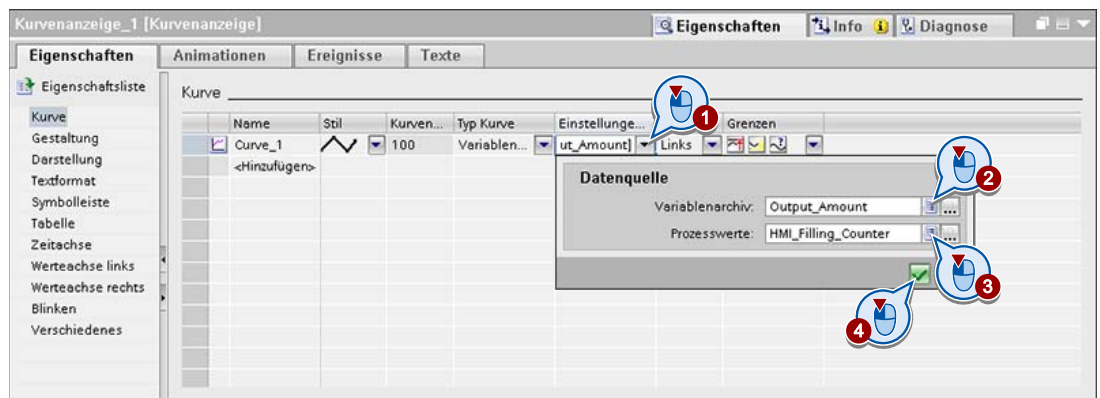 Kurvenanzeige_1 [Kurvenanzeige]
Eigenschaften Info Diagnose
Eigenschaften Animationen Ereignisse Texte
Eigenschaftsliste
Kurve
Gestaltung
Darstellung
Textformat
Symbolleiste
Tabelle
Zeitachse
Werteachse links
Werteachse rechts
Blinken
Verschiedenes
Kurve
Name Stil Kurven... Typ Kurve Einstellunge... Grenzen
Curve_1 100 Variablen... ut_Amount] Links
<Hinzufügen>
Datenquelle
Variablenarchiv: Output_Amount ...
Prozesswerte: HMI_Filling_Counter ...
1
2
3
4